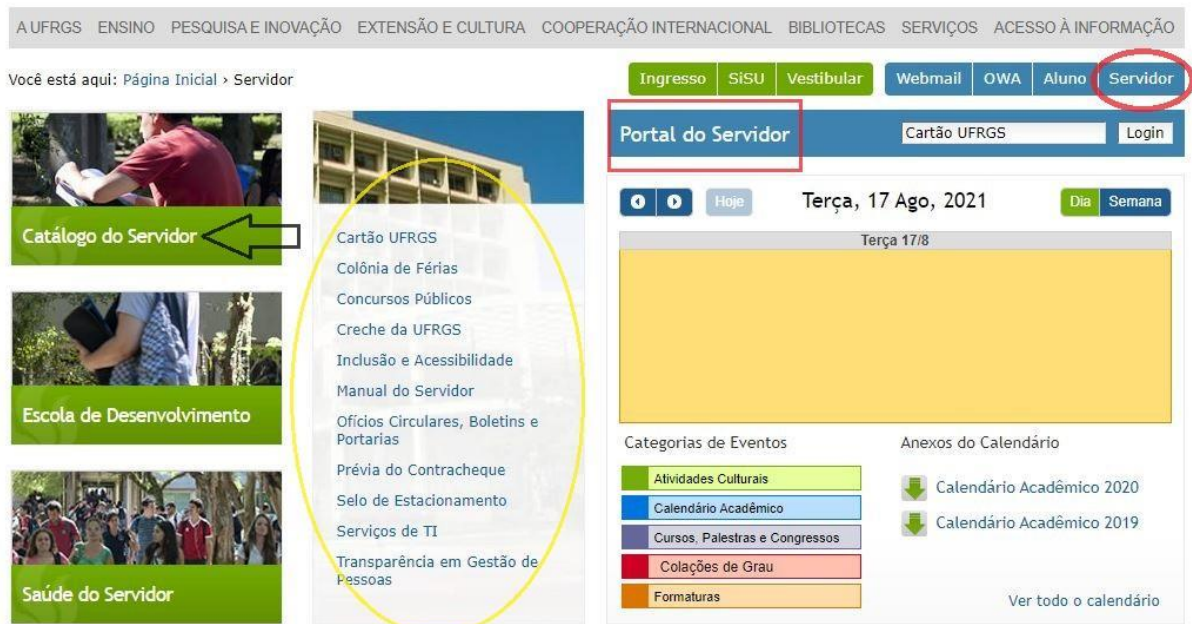 A UFRGS ENSINO PESQUISA E INOVAÇÃO EXTENSÃO E CULTURA COOPERAÇÃO INTERNACIONAL BIBLIOTECAS SERVIÇOS ACESSO À INFORMAÇÃO
Você está aqui: Página Inicial › Servidor
Ingresso SiSU Vestibular Webmail OWA Aluno Servidor
Catálogo do Servidor
Escola de Desenvolvimento
Saúde do Servidor
Cartão UFRGS
Colônia de Férias
Concursos Públicos
Creche da UFRGS
Inclusão e Acessibilidade
Manual do Servidor
Ofícios Circulares, Boletins e
Portarias
Prévia do Contracheque
Selo de Estacionamento
Serviços de TI
Transparência em Gestão de
Pessoas
Portal do Servidor
Cartão UFRGS Login
Hoje Terça, 17 Ago, 2021 Dia Semana
Terça 17/8
Categorias de Eventos
Atividades Culturais
Calendário Acadêmico
Cursos, Palestras e Congressos
Colações de Grau
Formaturas
Anexos do Calendário
Calendário Acadêmico 2020
Calendário Acadêmico 2019
Ver todo o calendário